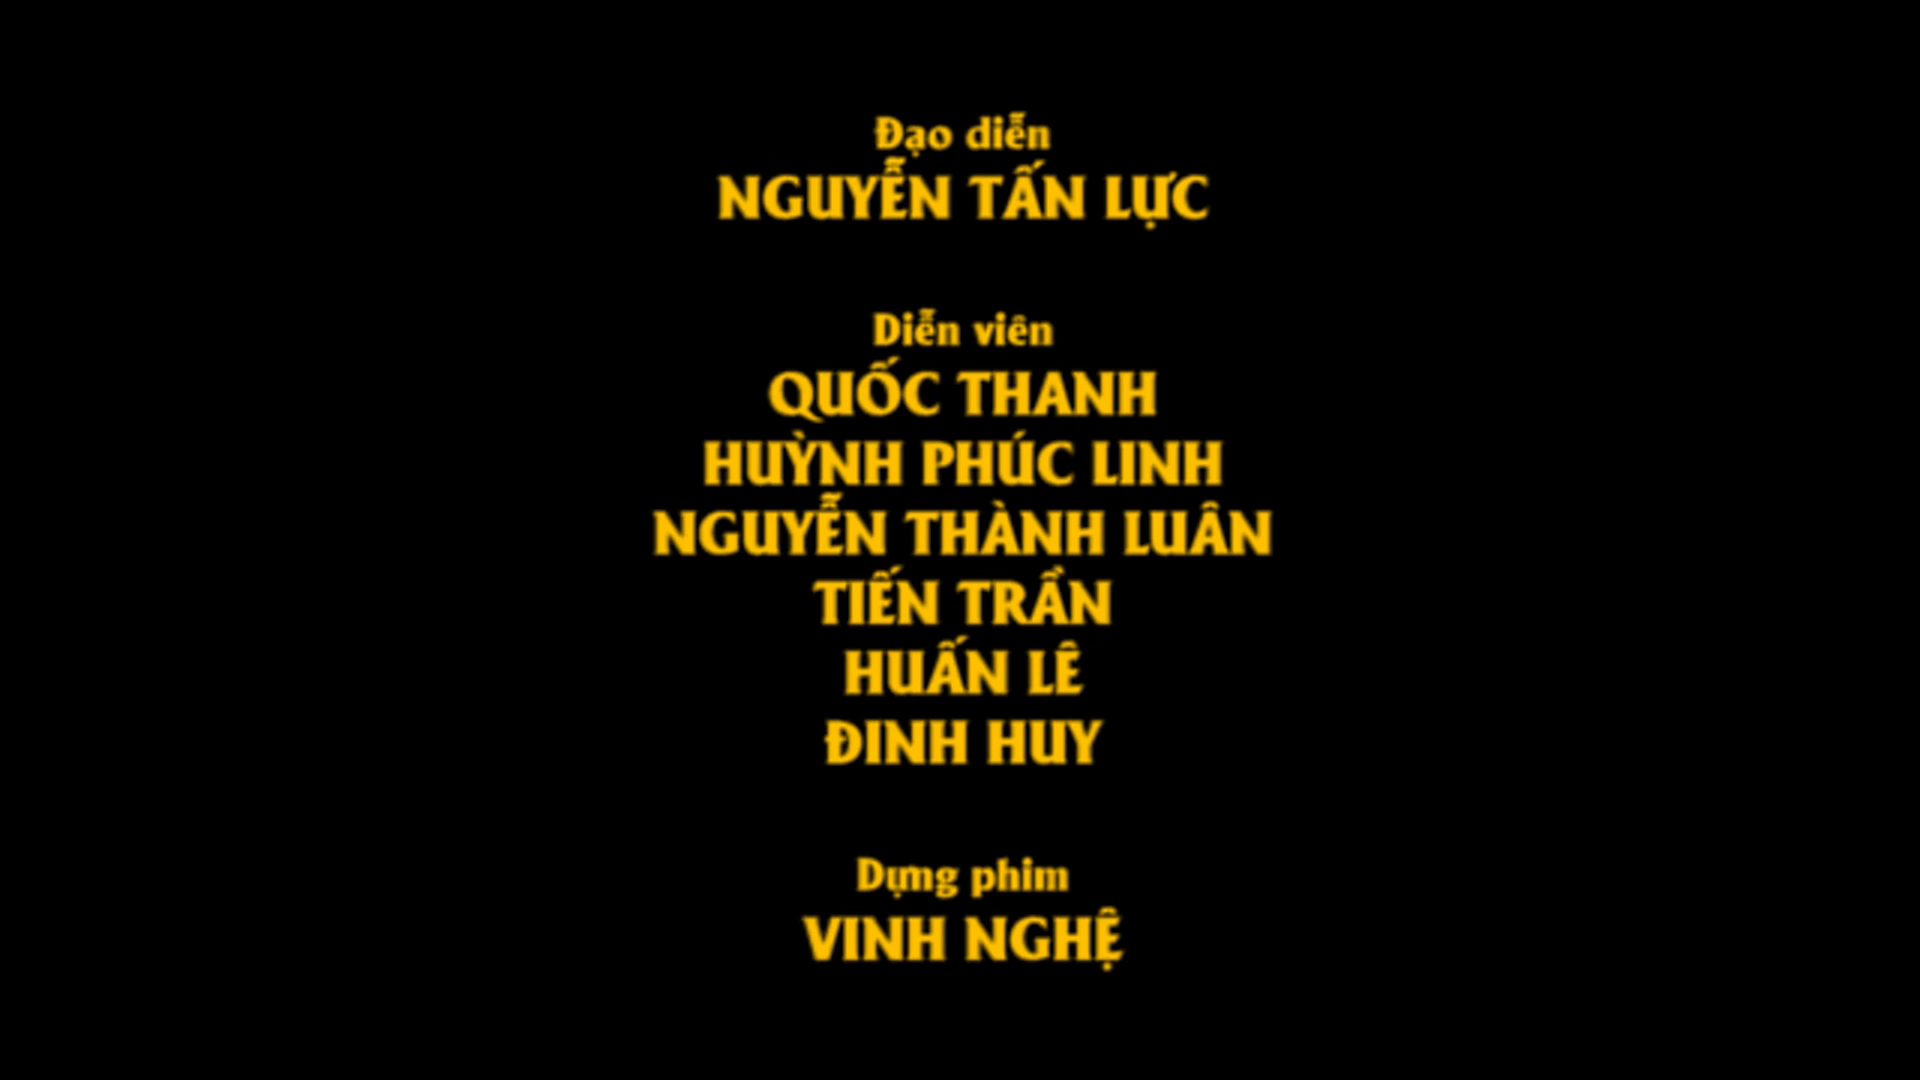 Đạo diễn
NGUYỄN TẤN LỰC
Diễn viên
QUỐC THANH
HUỲNH PHÚC LINH
NGUYỄN THÀNH LUÂN
TIẾN TRẦN
HUẤN LÊ
ĐINH HUY
Dựng phim
VINH NGHỆ